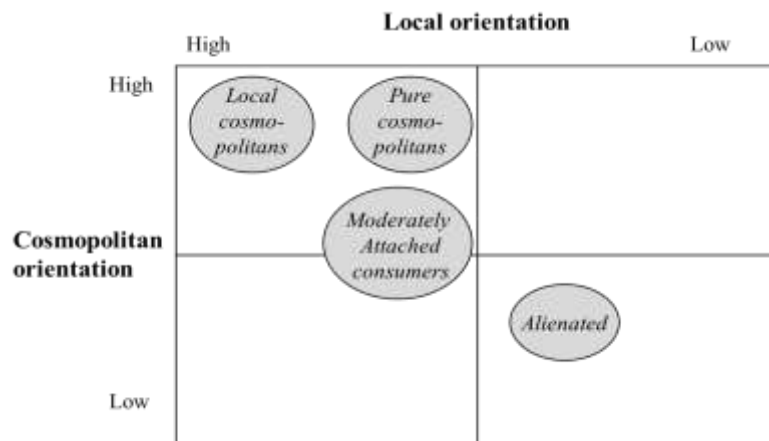 Local orientation
High
Low
High
Local
cosmo-
politans
Pure
cosmo-
politans
Moderately
Attached
consumers
Cosmopolitan
orientation
Alienated
Low